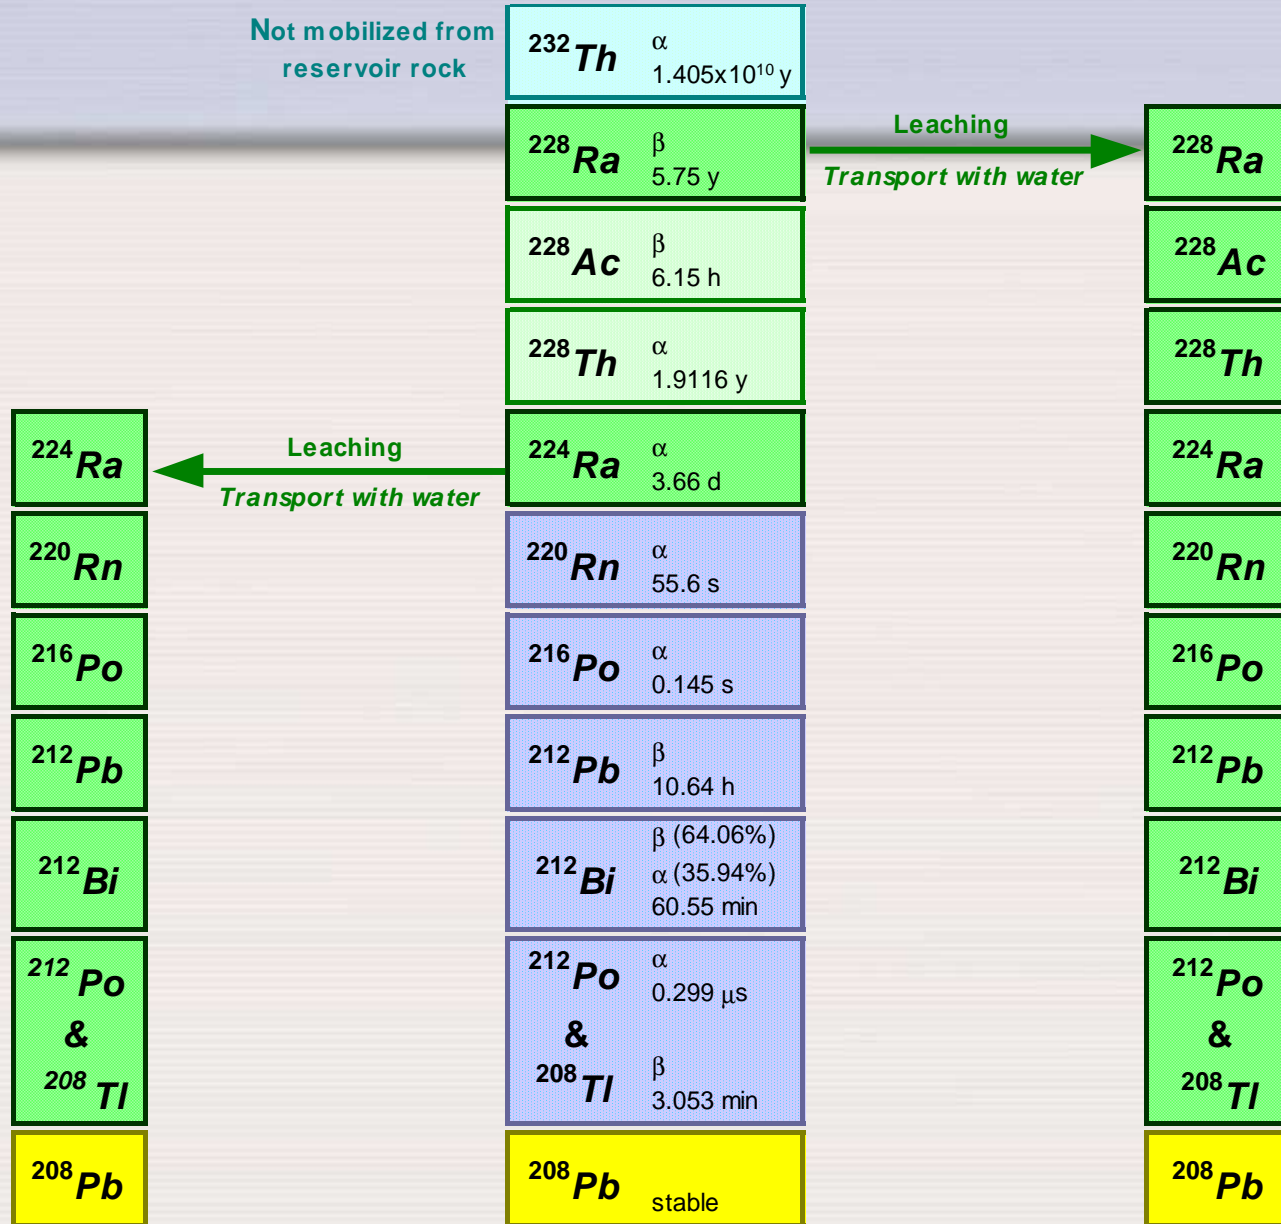 Not mobilized from
reservoir rock
232Th α
1.405x10¹⁰ y
228Ra β
5.75 y
Leaching
Transport with water
228Ra
228Ac β
6.15 h
228Ac
228Th α
1.9116 y
228Th
224Ra
Leaching
Transport with water
224Ra α
3.66 d
224Ra
220Rn
220Rn α
55.6 s
220Rn
216Po
216Po α
0.145 s
216Po
212Pb
212Pb β
10.64 h
212Pb
212Bi
212Bi β (64.06%)
α (35.94%)
60.55 min
212Bi
212Po
&
208Tl
212Po α
0.299 μs
&
208Tl β
3.053 min
212Po
&
208Tl
208Pb
208Pb stable
208Pb